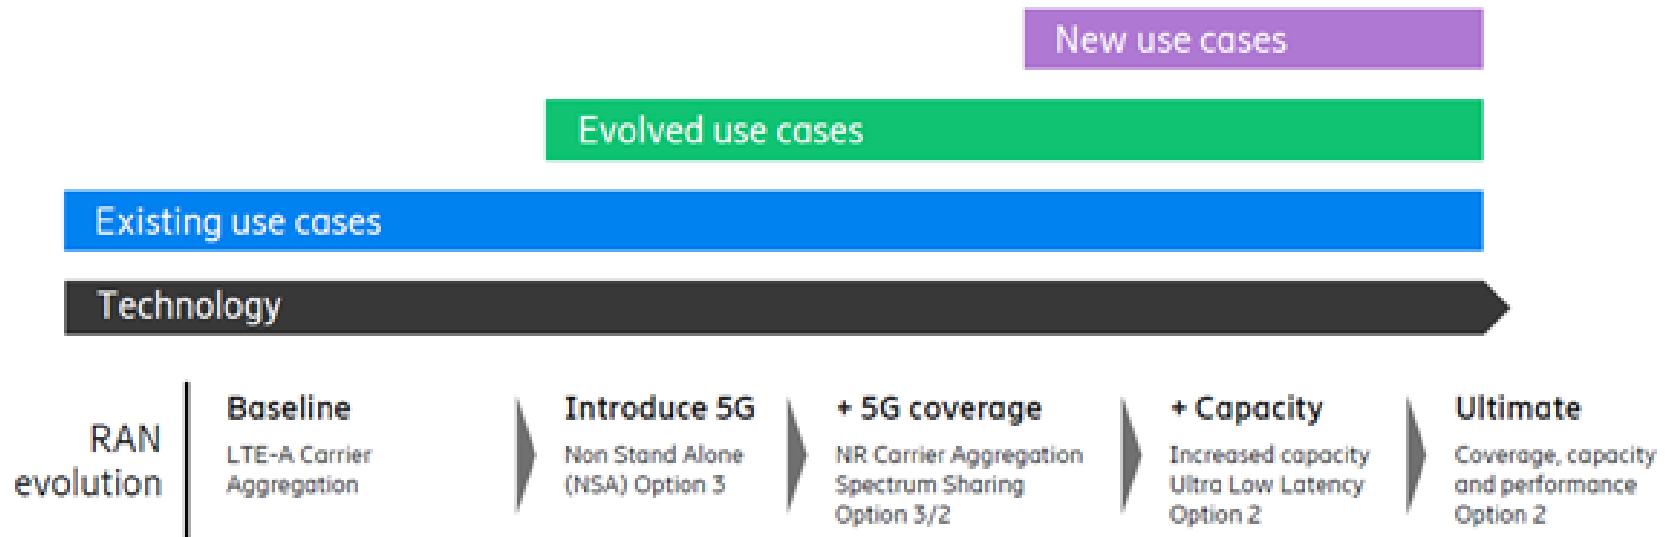 New use cases
Evolved use cases
Existing use cases
Technology
RAN
evolution
Baseline
LTE-A Carrier
Aggregation
Introduce 5G
Non Stand Alone
(NSA) Option 3
+ 5G coverage
NR Carrier Aggregation
Spectrum Sharing
Option 3/2
+ Capacity
Increased capacity
Ultra Low Latency
Option 2
Ultimate
Coverage, capacity
and performance
Option 2